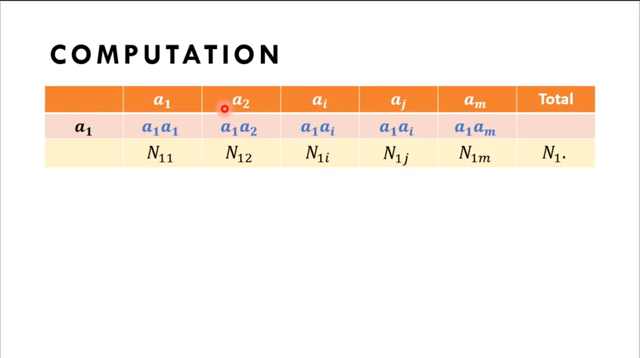 COMPUTATION
a₁ a₂ aᵢ aⱼ aₘ Total
a₁ a₁a₁ a₁a₂ a₁aᵢ a₁aᵢ a₁aₘ
N₁₁ N₁₂ N₁ᵢ N₁ⱼ N₁ₘ N₁.